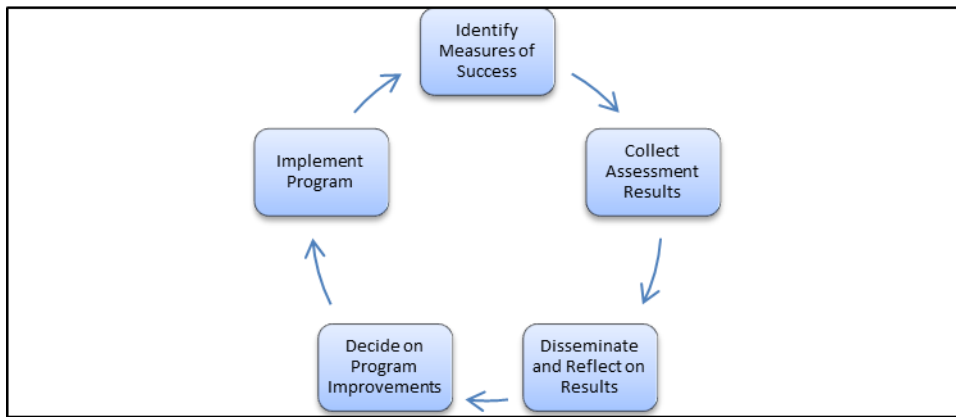 Identify
Measures of
Success
Collect
Assessment
Results
Disseminate
and Reflect on
Results
Decide on
Program
Improvements
Implement
Program